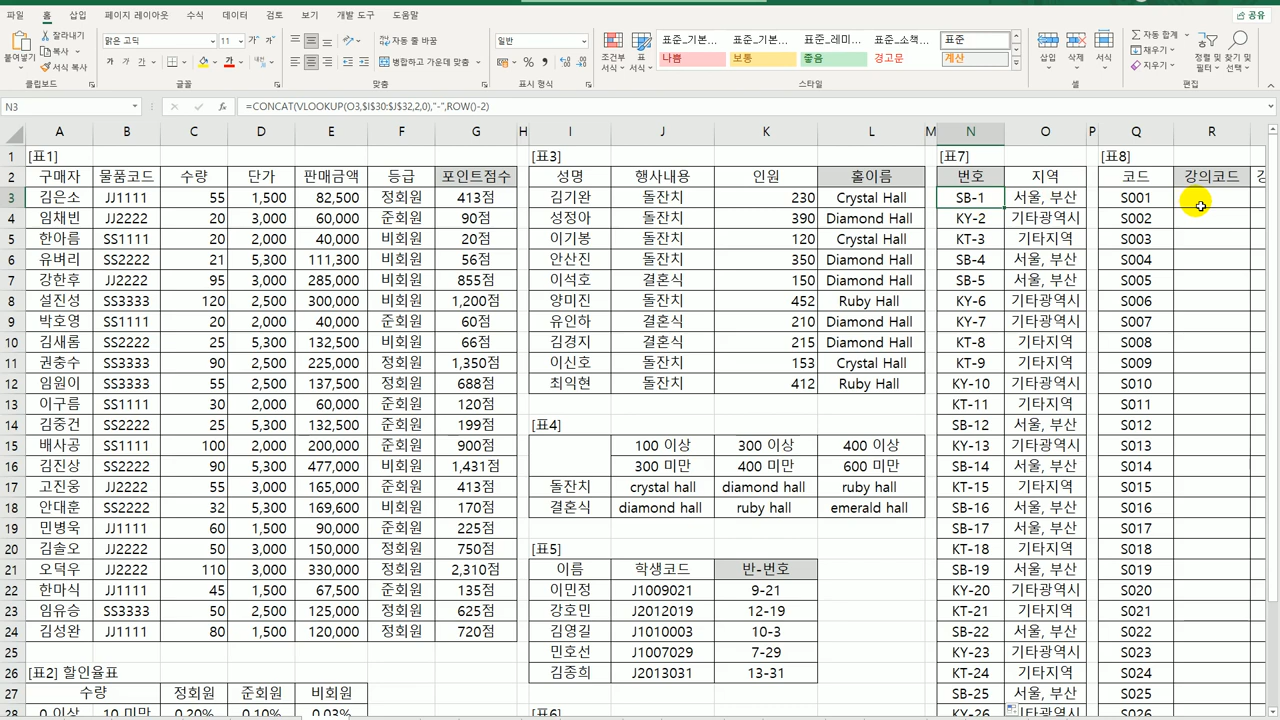 파일 홈 삽입 페이지 레이아웃 수식 데이터 검토 보기 개발 도구 도움말 공유
잘라내기 맑은 고딕 11 가 가 자동 줄 바꿈 일반 표준_기본... 표준_기본... 표준_레미... 표준_소책... 표준 자동 합계
붙여넣기 복사 가 가 가 병합하고 가운데 맞춤 조건부 서식 표 서식 나쁨 보통 좋음 경고문 계산 삽입 삭제 서식 채우기 정렬 및 필터 찾기 및 선택
서식 복사 지우기
클립보드 글꼴 맞춤 스타일 편집
N3 =CONCAT(VLOOKUP(O3,$I$30:$J$32,2,0),"-",ROW()-2)
A B C D E F G H I J K L M N O P Q R
1 [표1] [표3] [표7] [표8]
2 구매자 물품코드 수량 단가 판매금액 등급 포인트점수 성명 행사내용 인원 홀이름 번호 지역 코드 강의코드
3 김은소 JJ1111 55 1,500 82,500 정회원 413점 김기완 돌잔치 230 Crystal Hall SB-1 서울, 부산 S001
4 임채빈 JJ2222 20 3,000 60,000 준회원 90점 성정아 돌잔치 390 Diamond Hall KY-2 기타광역시 S002
5 한아름 SS1111 20 2,000 40,000 비회원 20점 이기봉 돌잔치 120 Crystal Hall KT-3 기타지역 S003
6 유벼리 SS2222 21 5,300 111,300 비회원 56점 안산진 돌잔치 350 Diamond Hall SB-4 서울, 부산 S004
7 강한후 JJ2222 95 3,000 285,000 비회원 855점 이석호 결혼식 150 Diamond Hall SB-5 서울, 부산 S005
8 설진성 SS3333 120 2,500 300,000 비회원 1,200점 양미진 돌잔치 452 Ruby Hall KY-6 기타광역시 S006
9 박호영 SS1111 20 2,000 40,000 준회원 60점 유인하 결혼식 210 Diamond Hall KY-7 기타광역시 S007
10 김새롬 SS2222 25 5,300 132,500 비회원 66점 김경지 결혼식 215 Diamond Hall KT-8 기타지역 S008
11 권충수 SS3333 90 2,500 225,000 정회원 1,350점 이신호 돌잔치 153 Crystal Hall KT-9 기타지역 S009
12 임원이 SS3333 55 2,500 137,500 준회원 688점 최익현 돌잔치 412 Ruby Hall KY-10 기타광역시 S010
13 이구름 SS1111 30 2,000 60,000 준회원 120점 KT-11 기타지역 S011
14 김중건 SS2222 25 5,300 132,500 준회원 199점 [표4] SB-12 서울, 부산 S012
15 배사공 SS1111 100 2,000 200,000 준회원 900점 100 이상 300 이상 400 이상 KY-13 기타광역시 S013
16 김진상 SS2222 90 5,300 477,000 비회원 1,431점 300 미만 400 미만 600 미만 SB-14 서울, 부산 S014
17 고진웅 JJ2222 55 3,000 165,000 준회원 413점 돌잔치 crystal hall diamond hall ruby hall KT-15 기타지역 S015
18 안대훈 SS2222 32 5,300 169,600 비회원 170점 결혼식 diamond hall ruby hall emerald hall SB-16 서울, 부산 S016
19 민병욱 JJ1111 60 1,500 90,000 준회원 225점 SB-17 서울, 부산 S017
20 김솔오 JJ2222 50 3,000 150,000 정회원 750점 [표5] KT-18 기타지역 S018
21 오덕우 JJ2222 110 3,000 330,000 정회원 2,310점 이름 학생코드 반-번호 SB-19 서울, 부산 S019
22 한마식 JJ1111 45 1,500 67,500 준회원 135점 이민정 J1009021 9-21 KY-20 기타광역시 S020
23 임유승 SS3333 50 2,500 125,000 정회원 625점 강호민 J2012019 12-19 KT-21 기타지역 S021
24 김성완 JJ1111 80 1,500 120,000 정회원 720점 김영길 J1010003 10-3 SB-22 서울, 부산 S022
25 민호선 J1007029 7-29 KY-23 기타광역시 S023
26 [표2] 할인율표 김종희 J2013031 13-31 KT-24 기타지역 S024
27 수량 정회원 준회원 비회원 SB-25 서울, 부산 S025
28 0 이상 10 미만 0.20% 0.10% 0.03% [표6] KY-26 기타광역시 S026